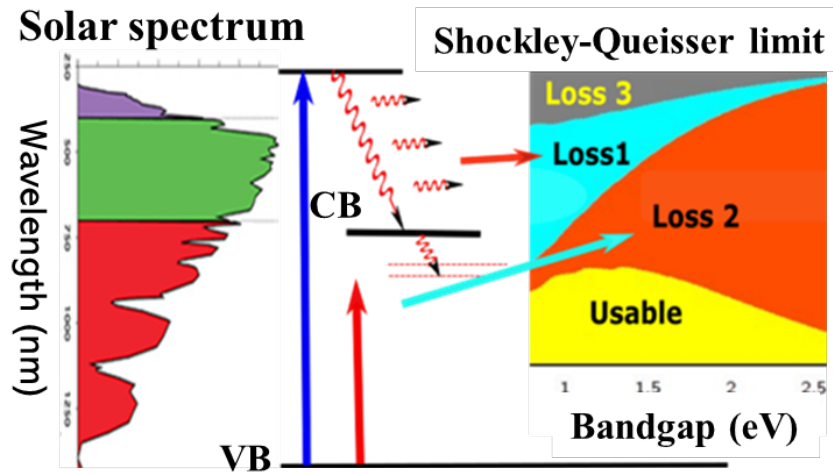 Solar spectrum
Shockley-Queisser limit
250
500
750
1000
1250
Wavelength (nm)
CB
VB
Loss 3
Loss1
Loss 2
Usable
1
1.5
2
2.5
Bandgap (eV)